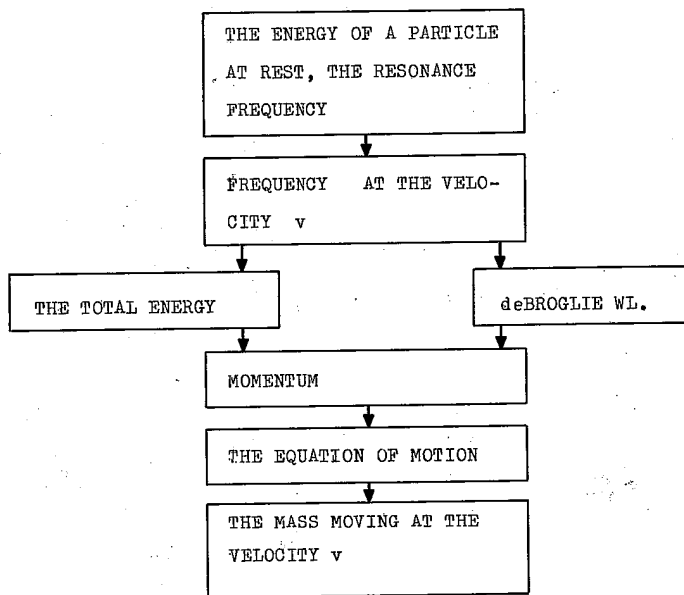 THE ENERGY OF A PARTICLE
AT REST, THE RESONANCE
FREQUENCY
FREQUENCY AT THE VELO-
CITY v
THE TOTAL ENERGY
deBROGLIE WL.
MOMENTUM
THE EQUATION OF MOTION
THE MASS MOVING AT THE
VELOCITY v